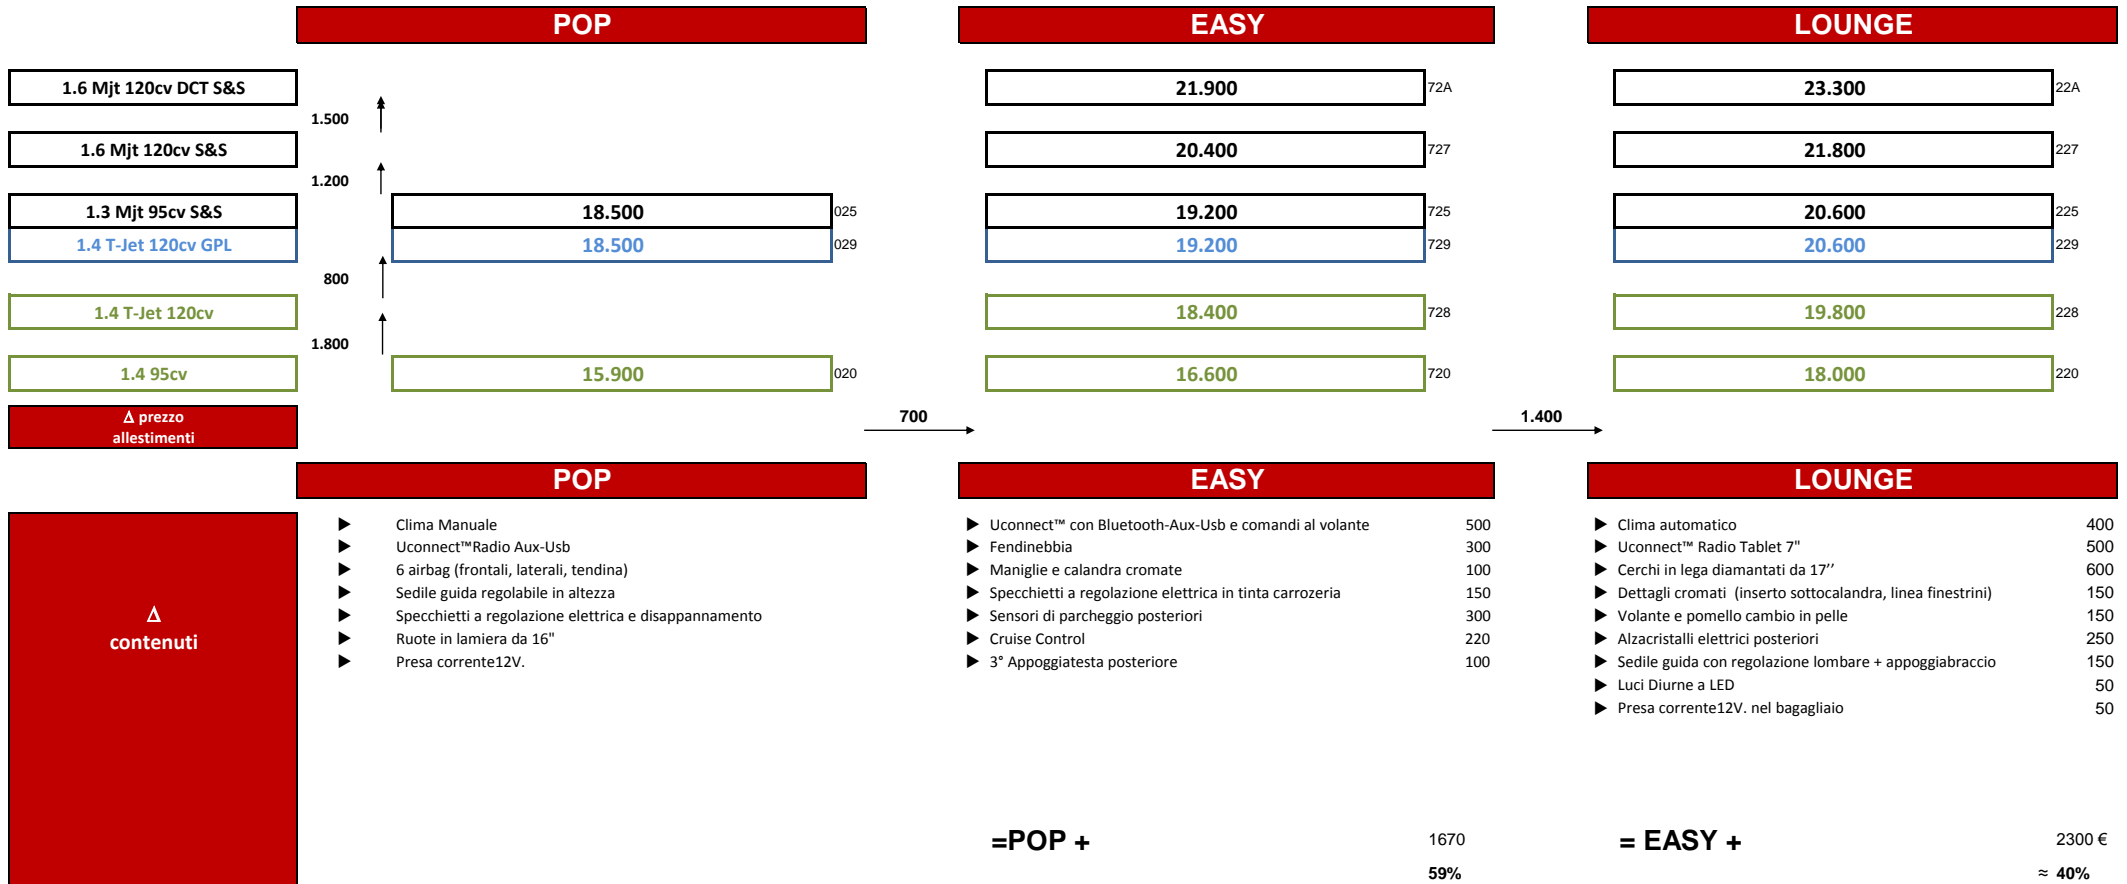 POP EASY LOUNGE
1.6 Mjt 120cv DCT S&S 21.900 72A 23.300 22A
1.500
1.6 Mjt 120cv S&S 20.400 727 21.800 227
1.200
1.3 Mjt 95cv S&S 18.500 025 19.200 725 20.600 225
1.4 T-Jet 120cv GPL 18.500 029 19.200 729 20.600 229
800
1.4 T-Jet 120cv 18.400 728 19.800 228
1.800
1.4 95cv 15.900 020 16.600 720 18.000 220
Δ prezzo
allestimenti
700 1.400
POP EASY LOUNGE
Δ
contenuti
► Clima Manuale
► Uconnect™Radio Aux-Usb
► 6 airbag (frontali, laterali, tendina)
► Sedile guida regolabile in altezza
► Specchietti a regolazione elettrica e disappannamento
► Ruote in lamiera da 16"
► Presa corrente12V.
► Uconnect™ con Bluetooth-Aux-Usb e comandi al volante 500
► Fendinebbia 300
► Maniglie e calandra cromate 100
► Specchietti a regolazione elettrica in tinta carrozeria 150
► Sensori di parcheggio posteriori 300
► Cruise Control 220
► 3° Appoggiatesta posteriore 100
► Clima automatico 400
► Uconnect™ Radio Tablet 7" 500
► Cerchi in lega diamantati da 17’’ 600
► Dettagli cromati (inserto sottocalandra, linea finestrini) 150
► Volante e pomello cambio in pelle 150
► Alzacristalli elettrici posteriori 250
► Sedile guida con regolazione lombare + appoggiabraccio 150
► Luci Diurne a LED 50
► Presa corrente12V. nel bagagliaio 50
=POP + 1670
59%
= EASY + 2300 €
≈ 40%